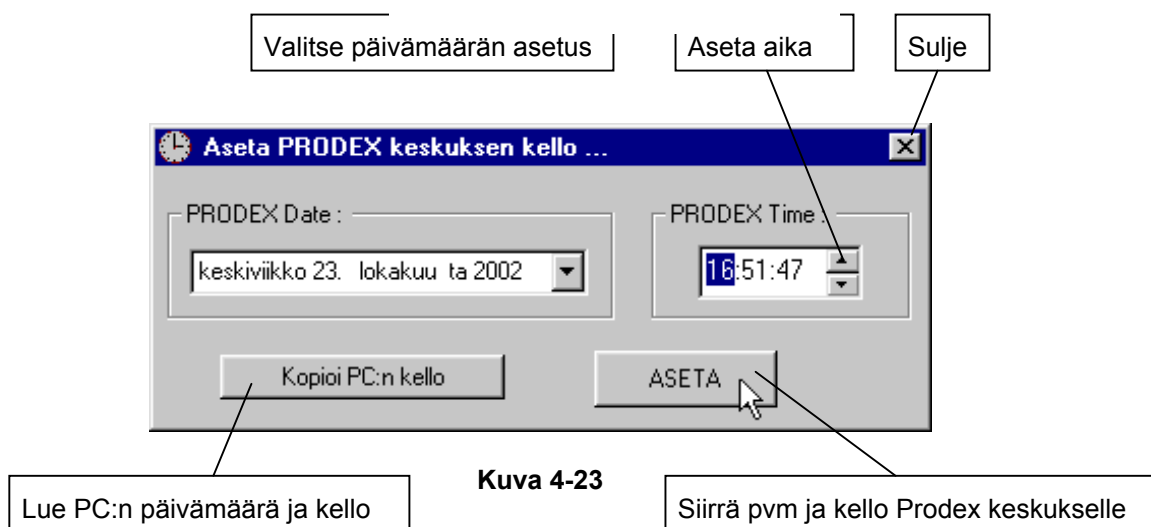 Valitse päivämäärän asetus
Aseta aika
Sulje
Aseta PRODEX keskuksen kello ...
PRODEX Date :
PRODEX Time :
keskiviikko 23. lokakuu ta 2002
16:51:47
Kopioi PC:n kello
ASETA
Kuva 4-23
Lue PC:n päivämäärä ja kello
Siirrä pvm ja kello Prodex keskukselle